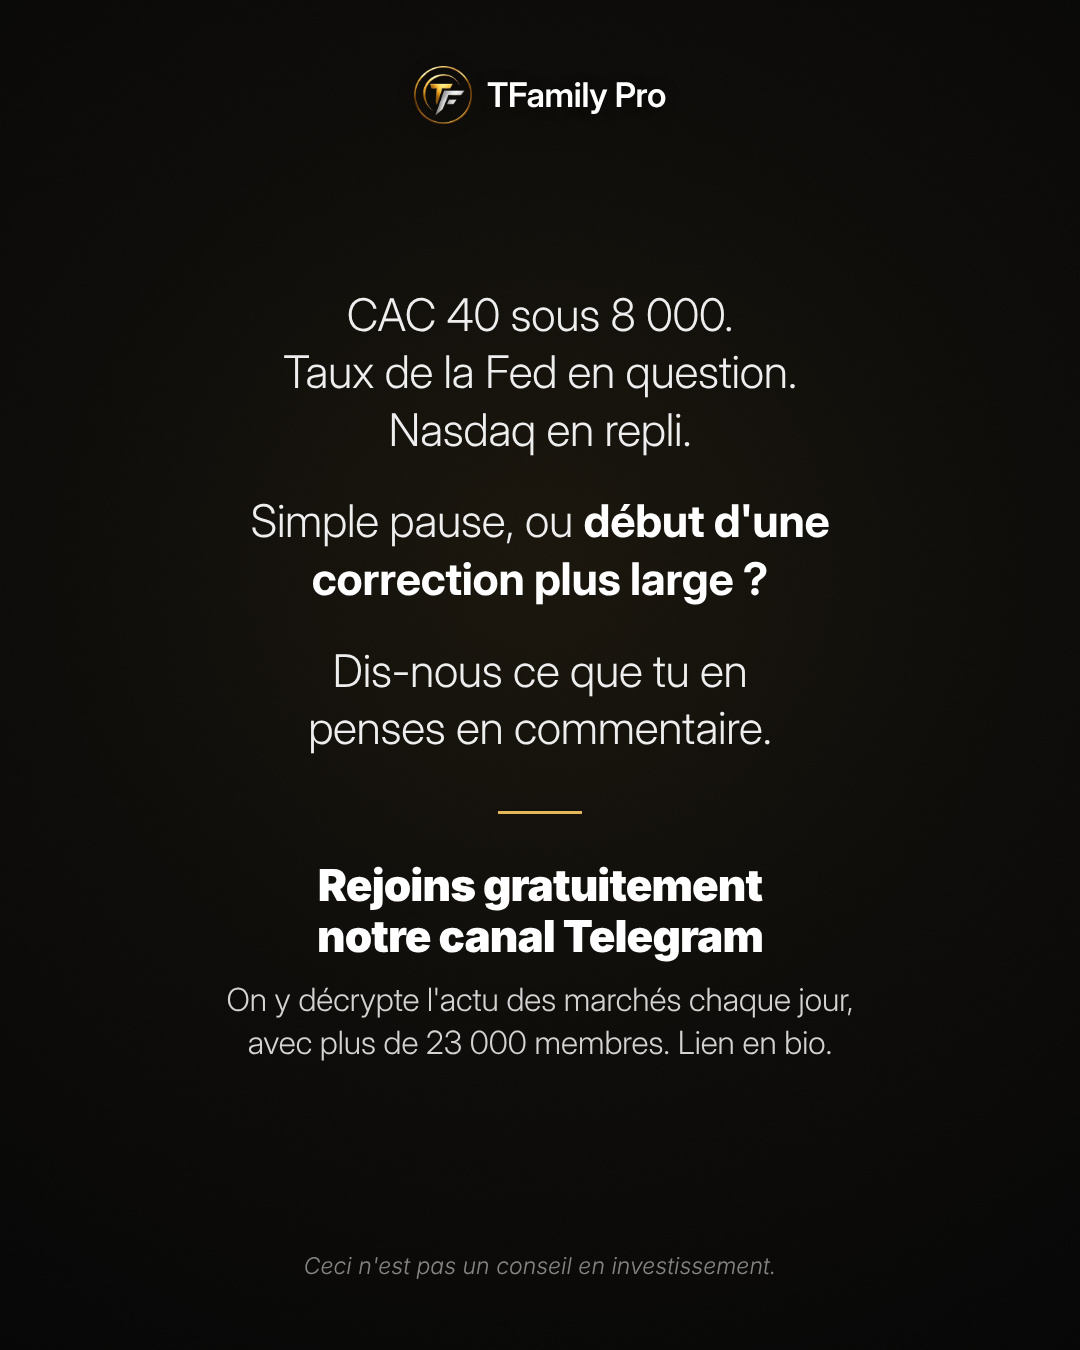 TF
TFamily Pro
CAC 40 sous 8 000.
Taux de la Fed en question.
Nasdaq en repli.
Simple pause, ou début d'une
correction plus large ?
Dis-nous ce que tu en
penses en commentaire.
Rejoins gratuitement
notre canal Telegram
On y décrypte l'actu des marchés chaque jour,
avec plus de 23 000 membres. Lien en bio.
Ceci n'est pas un conseil en investissement.